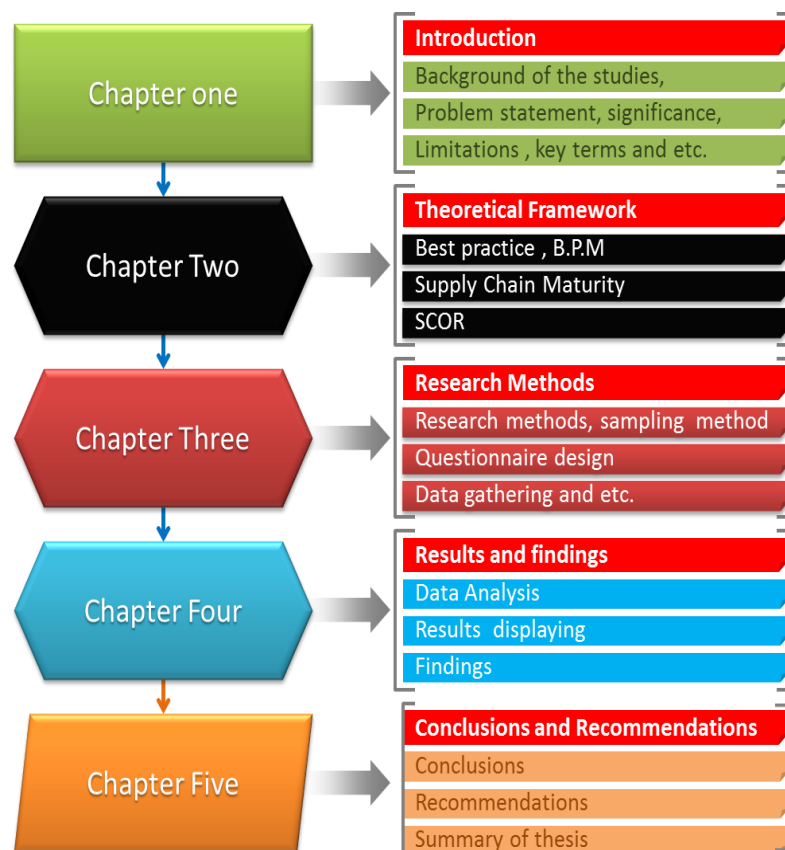 Chapter one
Introduction
Background of the studies,
Problem statement, significance,
Limitations , key terms and etc.
Chapter Two
Theoretical Framework
Best practice , B.P.M
Supply Chain Maturity
SCOR
Chapter Three
Research Methods
Research methods, sampling method
Questionnaire design
Data gathering and etc.
Chapter Four
Results and findings
Data Analysis
Results displaying
Findings
Chapter Five
Conclusions and Recommendations
Conclusions
Recommendations
Summary of thesis